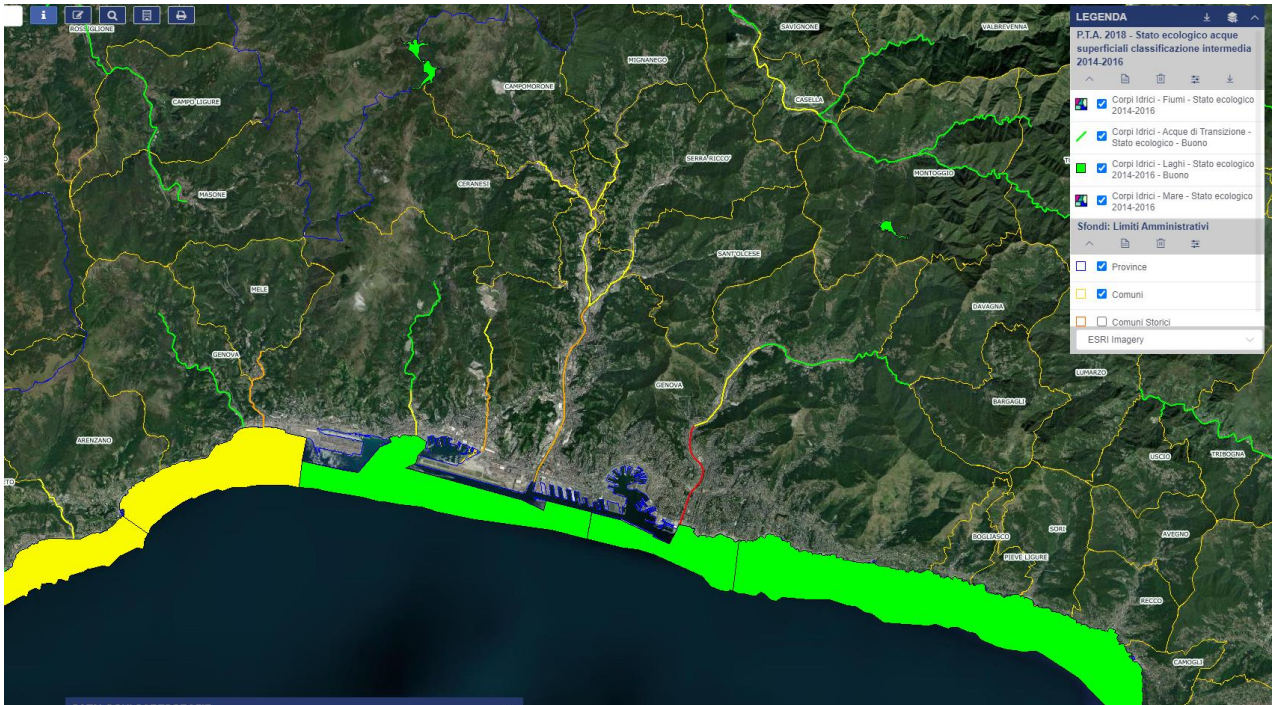 ROSSIGLIONE
SAVIGNONE
VALBREVENNA
MIGNANEGO
CAMPOMORONE
CASELLA
CAMPO LIGURE
SERRA RICCO'
MONTOGGIO
CERANESI
MASONE
SANT'OLCESE
MELE
DAVAGNA
GENOVA
GENOVA
LUMARZO
BARGAGLI
ARENZANO
USCIO
TRIBOGNA
SORI
BOGLIASCO
AVEGNO
PIEVE LIGURE
RECCO
CAMOGLI
LEGENDA
P.T.A. 2018 - Stato ecologico acque
superficiali classificazione intermedia
2014-2016
Corpi Idrici - Fiumi - Stato ecologico
2014-2016
Corpi Idrici - Acque di Transizione -
Stato ecologico - Buono
Corpi Idrici - Laghi - Stato ecologico
2014-2016 - Buono
Corpi Idrici - Mare - Stato ecologico
2014-2016
Sfondi: Limiti Amministrativi
Province
Comuni
Comuni Storici
ESRI Imagery